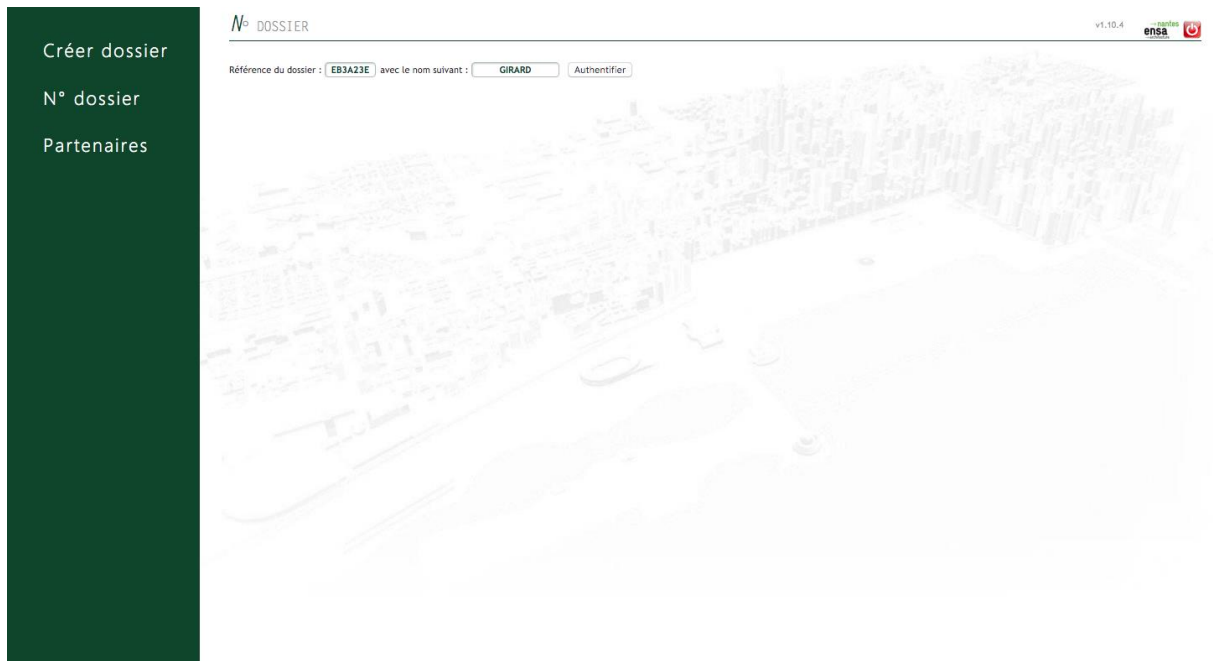 Créer dossier
N° dossier
Partenaires
N° DOSSIER
v1.10.4
nantes
ensa
Référence du dossier : EB3A23E avec le nom suivant : GIRARD Authentifier